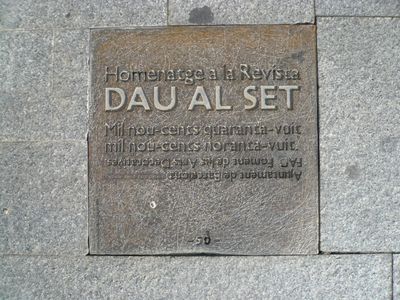 Homenatge a la Revista
DAU AL SET
Mil nou-cents quaranta-vuit
mil nou-cents noranta-vuit.
FAD Foment de les Arts Decoratives
Ajuntament de Barcelona